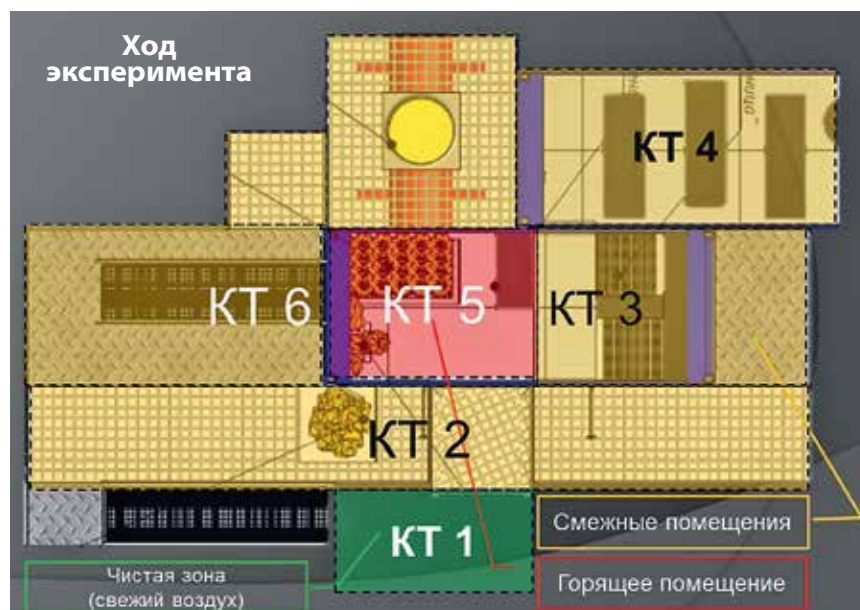 Ход
эксперимента
КТ 4
КТ 6
КТ 5
КТ 3
КТ 2
КТ 1
Смежные помещения
Чистая зона
(свежий воздух)
Горящее помещение